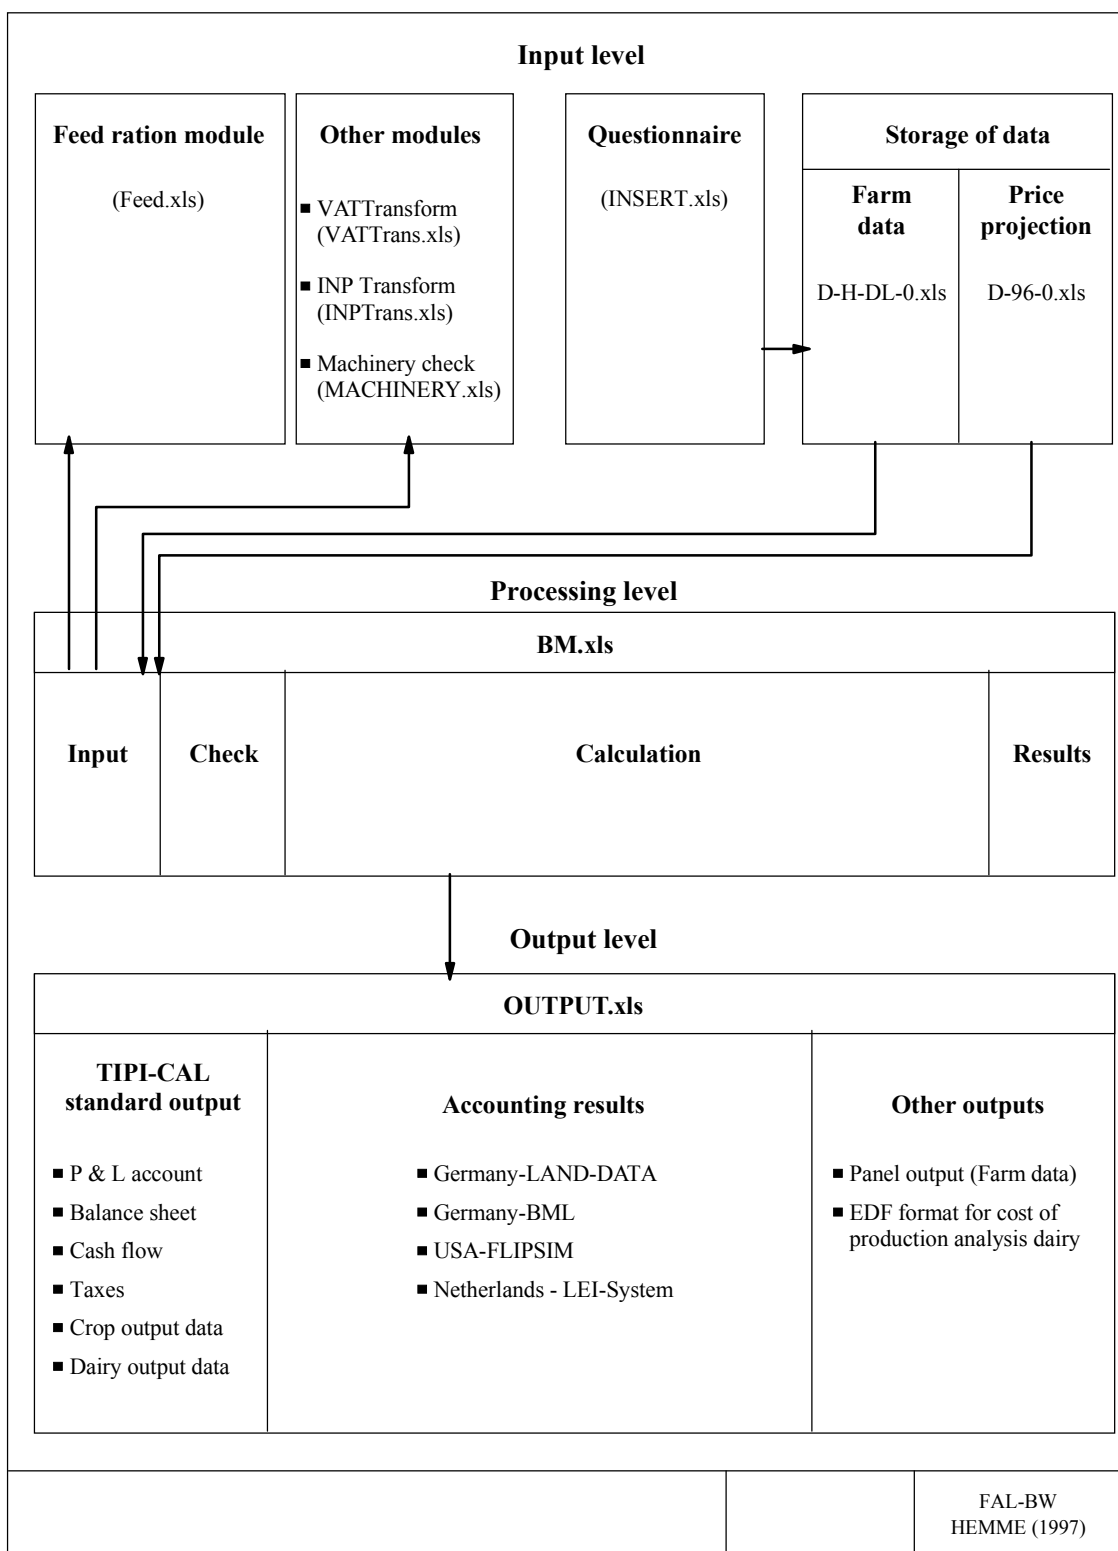 Input level
Feed ration module
(Feed.xls)
Other modules
■ VATTransform
(VATTrans.xls)
■ INP Transform
(INPTrans.xls)
■ Machinery check
(MACHINERY.xls)
Questionnaire
(INSERT.xls)
Storage of data
Farm
data
D-H-DL-0.xls
Price
projection
D-96-0.xls
Processing level
BM.xls
Input
Check
Calculation
Results
Output level
OUTPUT.xls
TIPI-CAL
standard output
■ P & L account
■ Balance sheet
■ Cash flow
■ Taxes
■ Crop output data
■ Dairy output data
Accounting results
■ Germany-LAND-DATA
■ Germany-BML
■ USA-FLIPSIM
■ Netherlands - LEI-System
Other outputs
■ Panel output (Farm data)
■ EDF format for cost of
production analysis dairy
FAL-BW
HEMME (1997)